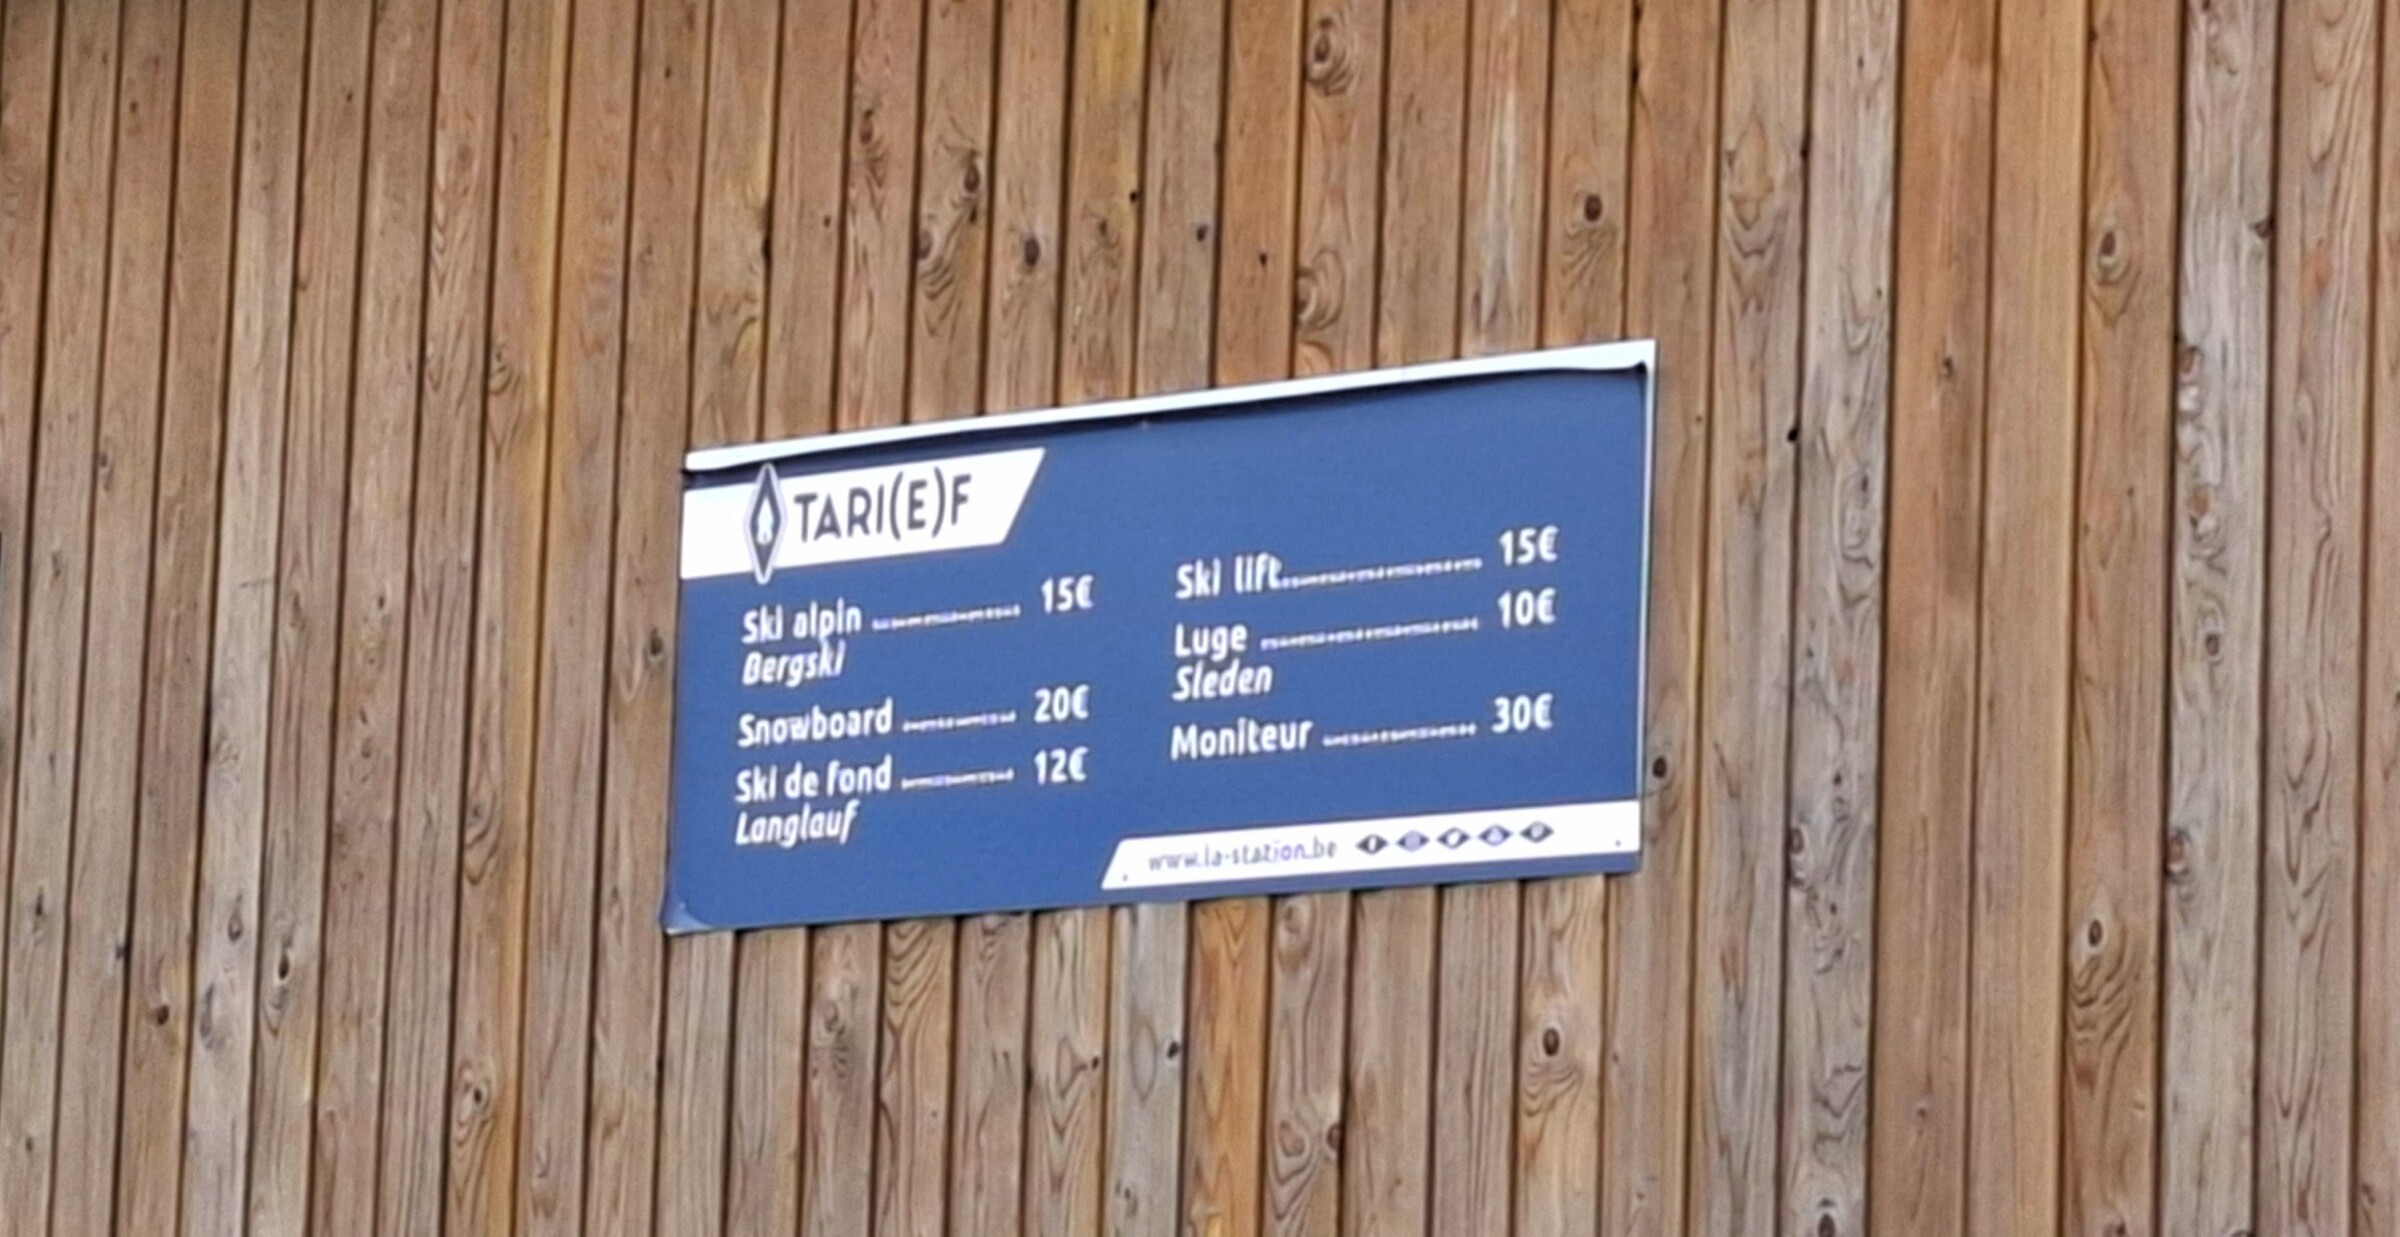 TARI(E)F
Ski alpin ........................ 15€
Bergski
Snowboard .................. 20€
Ski de fond .................. 12€
Langlauf
Ski lift................................ 15€
Luge ................................... 10€
Sleden
Moniteur ........................ 30€
www.la-station.be